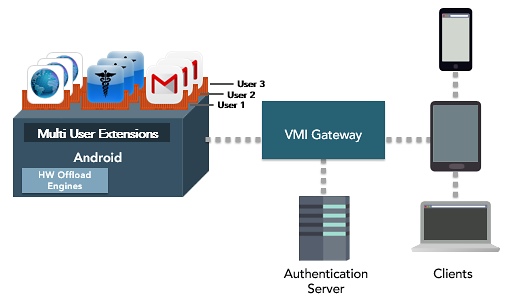 User 3
User 2
User 1
Multi User Extensions
Android
HW Offload
Engines
VMI Gateway
Authentication
Server
Clients